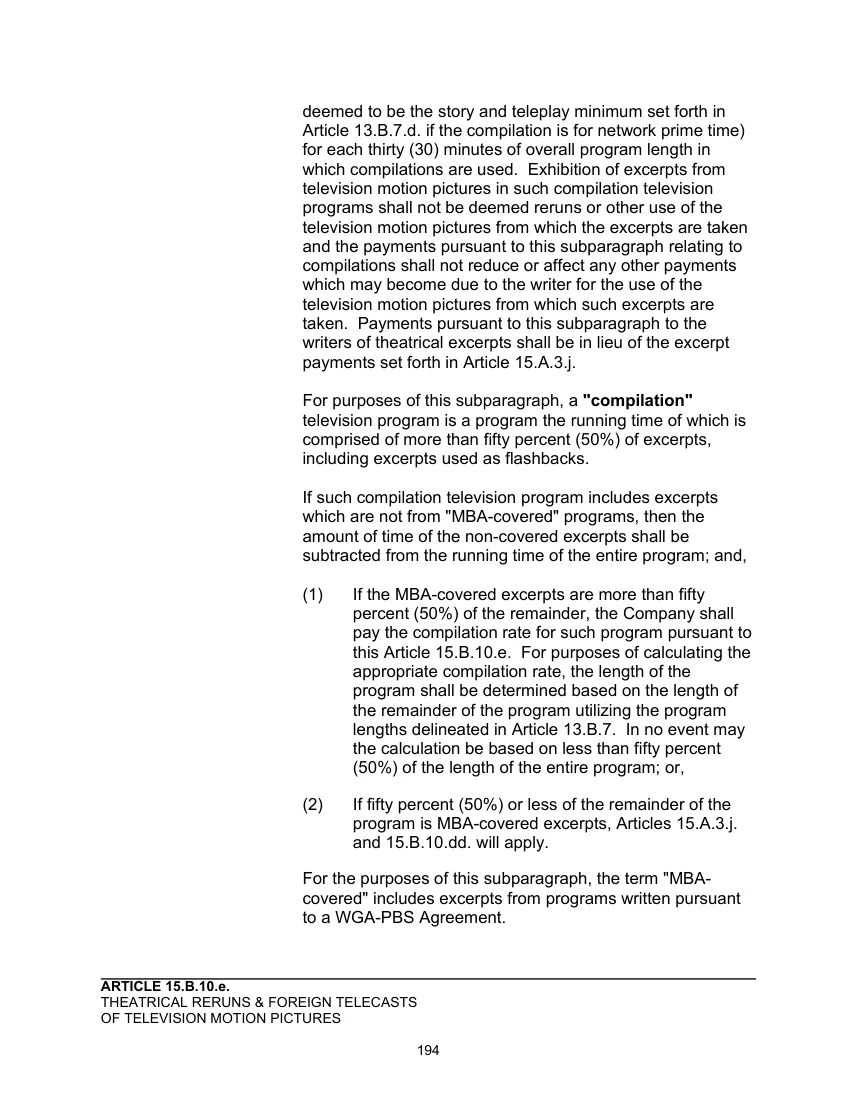 deemed to be the story and teleplay minimum set forth in
Article 13.B.7.d. if the compilation is for network prime time)
for each thirty (30) minutes of overall program length in
which compilations are used.  Exhibition of excerpts from
television motion pictures in such compilation television
programs shall not be deemed reruns or other use of the
television motion pictures from which the excerpts are taken
and the payments pursuant to this subparagraph relating to
compilations shall not reduce or affect any other payments
which may become due to the writer for the use of the
television motion pictures from which such excerpts are
taken.  Payments pursuant to this subparagraph to the
writers of theatrical excerpts shall be in lieu of the excerpt
payments set forth in Article 15.A.3.j.
For purposes of this subparagraph, a "compilation"
television program is a program the running time of which is
comprised of more than fifty percent (50%) of excerpts,
including excerpts used as flashbacks.
If such compilation television program includes excerpts
which are not from "MBA-covered" programs, then the
amount of time of the non-covered excerpts shall be
subtracted from the running time of the entire program; and,
(1) If the MBA-covered excerpts are more than fifty
percent (50%) of the remainder, the Company shall
pay the compilation rate for such program pursuant to
this Article 15.B.10.e.  For purposes of calculating the
appropriate compilation rate, the length of the
program shall be determined based on the length of
the remainder of the program utilizing the program
lengths delineated in Article 13.B.7.  In no event may
the calculation be based on less than fifty percent
(50%) of the length of the entire program; or,
(2) If fifty percent (50%) or less of the remainder of the
program is MBA-covered excerpts, Articles 15.A.3.j.
and 15.B.10.dd. will apply.
For the purposes of this subparagraph, the term "MBA-
covered" includes excerpts from programs written pursuant
to a WGA-PBS Agreement.
ARTICLE 15.B.10.e.
THEATRICAL RERUNS & FOREIGN TELECASTS
OF TELEVISION MOTION PICTURES
194